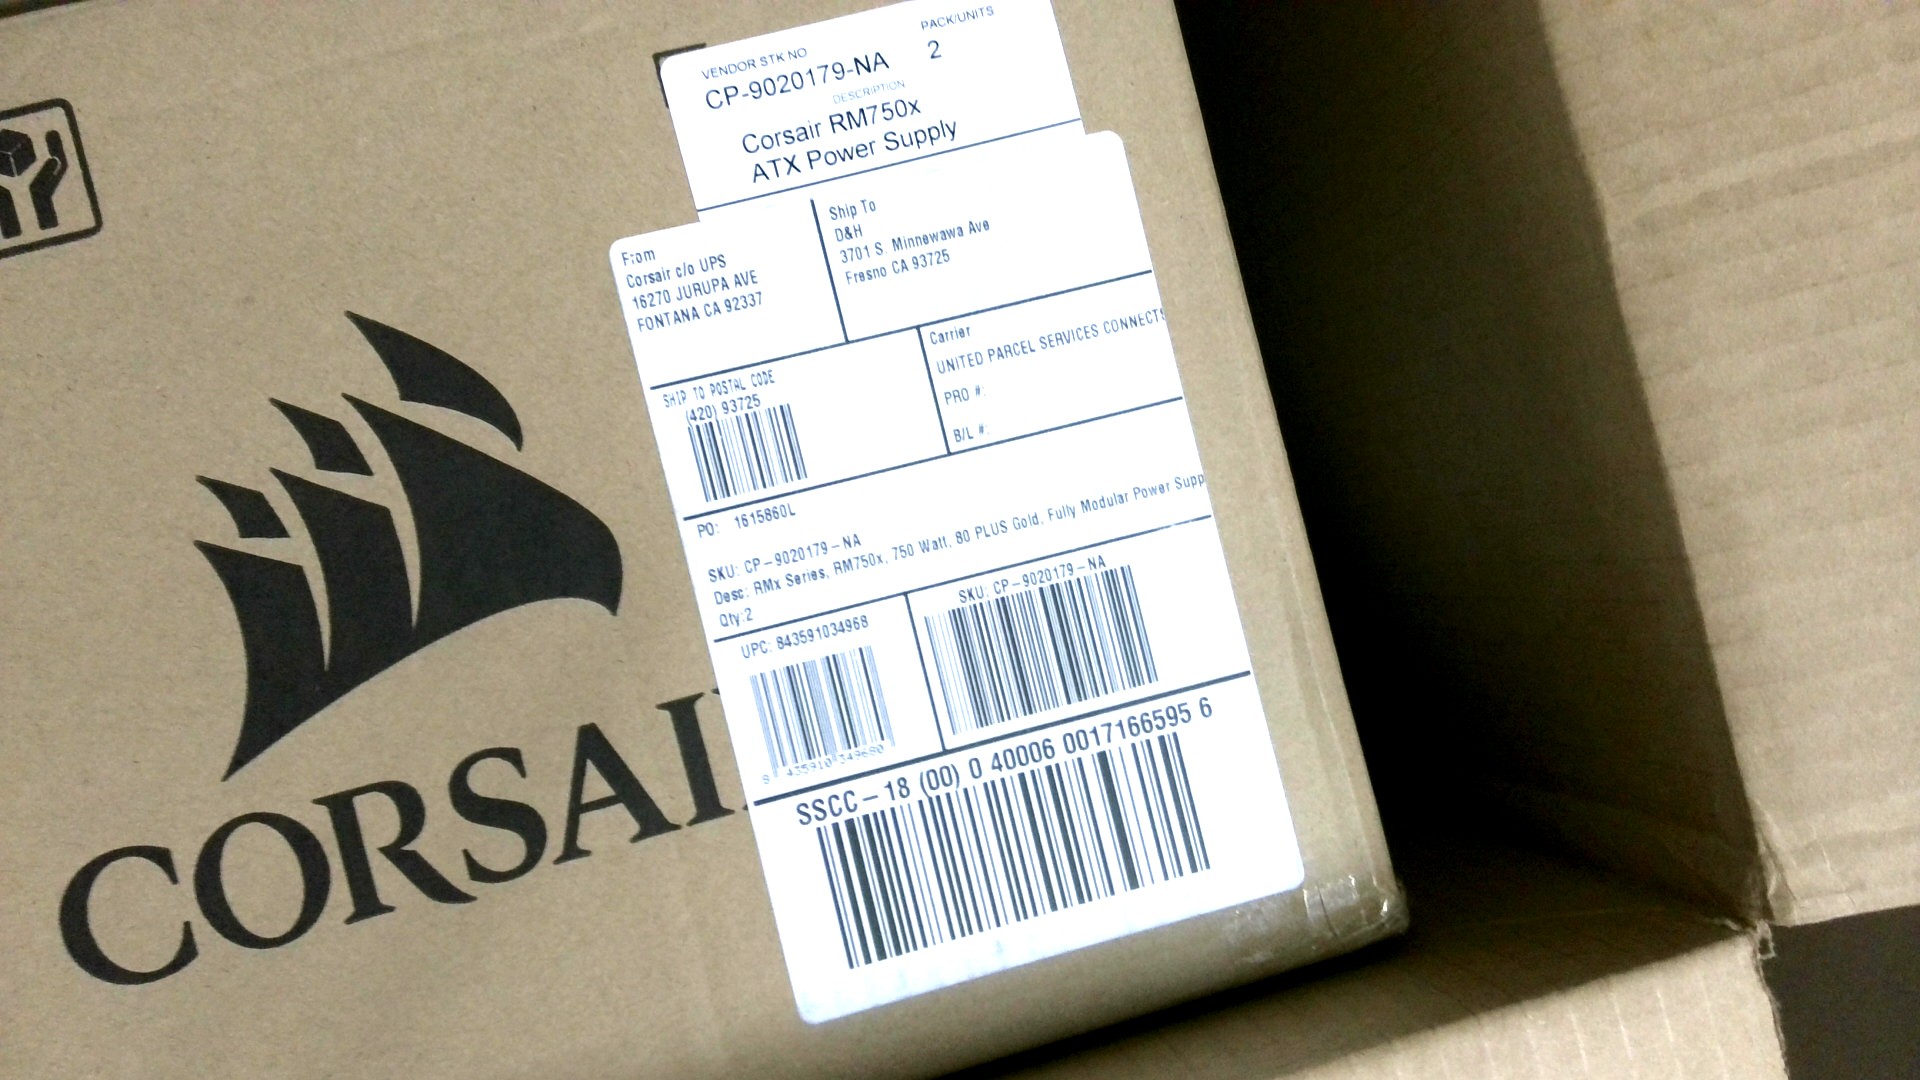 VENDOR STK NO
PACK/UNITS
CP-9020179-NA
2
DESCRIPTION
Corsair RM750x
ATX Power Supply
From
Corsair c/o UPS
16270 JURUPA AVE
FONTANA CA 92337
Ship To
D&H
3701 S. Minnewawa Ave
Fresno CA 93725
SHIP TO POSTAL CODE
(420) 93725
Carrier
UNITED PARCEL SERVICES CONNECTS
PRO #:
B/L #:
PO: 1615860L
SKU: CP-9020179-NA
Desc: RMx Series, RM750x, 750 Watt, 80 PLUS Gold, Fully Modular Power Supp
Qty:2
UPC: 843591034968
SKU: CP-9020179-NA
SSCC-18 (00) 0 40006 0017166595 6
CORSAI